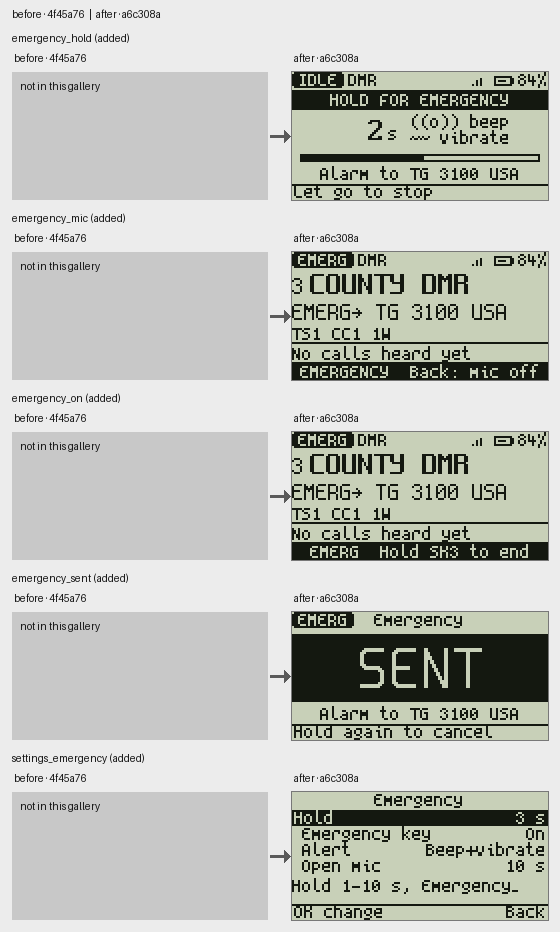 before · 4f45a76 | after · a6c308a
emergency_hold (added)
before · 4f45a76
after · a6c308a
not in this gallery
IDLE DMR 84%
HOLD FOR EMERGENCY
2 s ((o)) beep
vibrate
Alarm to TG 3100 USA
Let go to stop
emergency_mic (added)
before · 4f45a76
after · a6c308a
not in this gallery
EMERG DMR 84%
3 COUNTY DMR
EMERG→ TG 3100 USA
TS1 CC1 1W
No calls heard yet
EMERGENCY Back: mic off
emergency_on (added)
before · 4f45a76
after · a6c308a
not in this gallery
EMERG DMR 84%
3 COUNTY DMR
EMERG→ TG 3100 USA
TS1 CC1 1W
No calls heard yet
EMERG Hold SK3 to end
emergency_sent (added)
before · 4f45a76
after · a6c308a
not in this gallery
EMERG Emergency
SENT
Alarm to TG 3100 USA
Hold again to cancel
settings_emergency (added)
before · 4f45a76
after · a6c308a
not in this gallery
Emergency
Hold 3 s
Emergency key On
Alert Beep+vibrate
Open mic 10 s
Hold 1-10 s, Emergency_
OK change Back